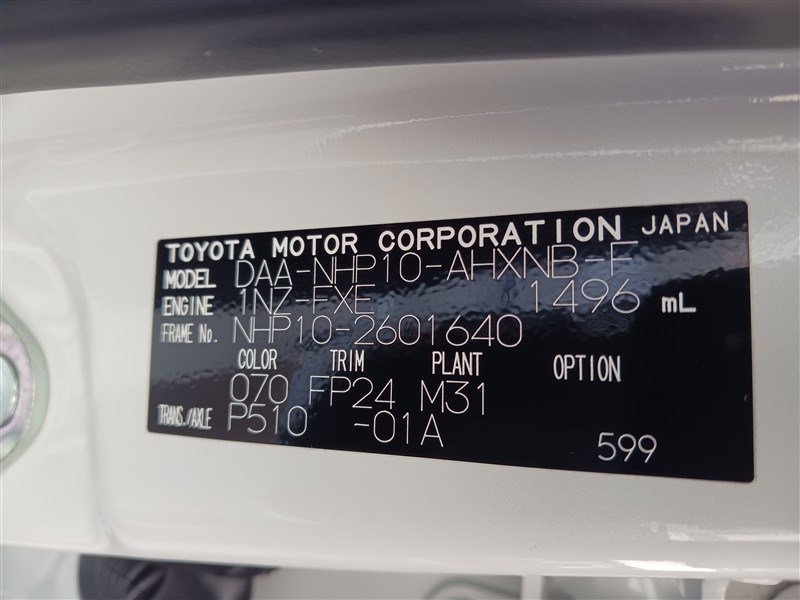 TOYOTA MOTOR CORPORATION JAPAN
MODEL DAA-NHP10-AHXNB-F
ENGINE 1NZ-FXE 1496 mL
FRAME No. NHP10-2601640
COLOR TRIM PLANT OPTION
070 FP24 M31
TRANS./AXLE P510 -01A
599